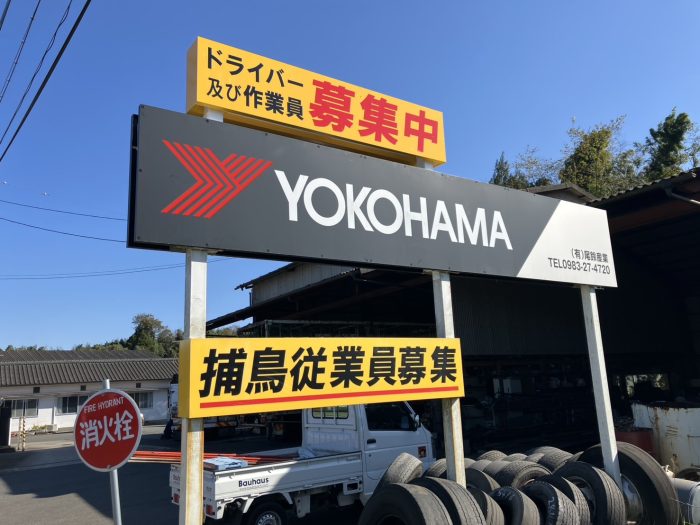 ドライバー
及び作業員
募集中
YOKOHAMA
(有)尾鈴産業
TEL0983-27-4720
捕鳥従業員募集
FIRE HYDRANT
消火栓
Bauhaus